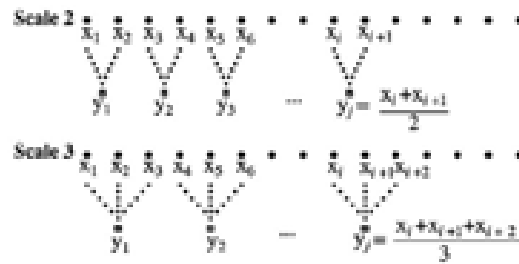 Scale 2
x₁ x₂ x₃ x₄ x₅ x₆ xᵢ xᵢ₊₁
y₁ y₂ y₃ ... yⱼ = (xᵢ+xᵢ₊₁)/2
Scale 3
x₁ x₂ x₃ x₄ x₅ x₆ xᵢ xᵢ₊₁ xᵢ₊₂
y₁ y₂ ... yⱼ = (xᵢ+xᵢ₊₁+xᵢ₊₂)/3